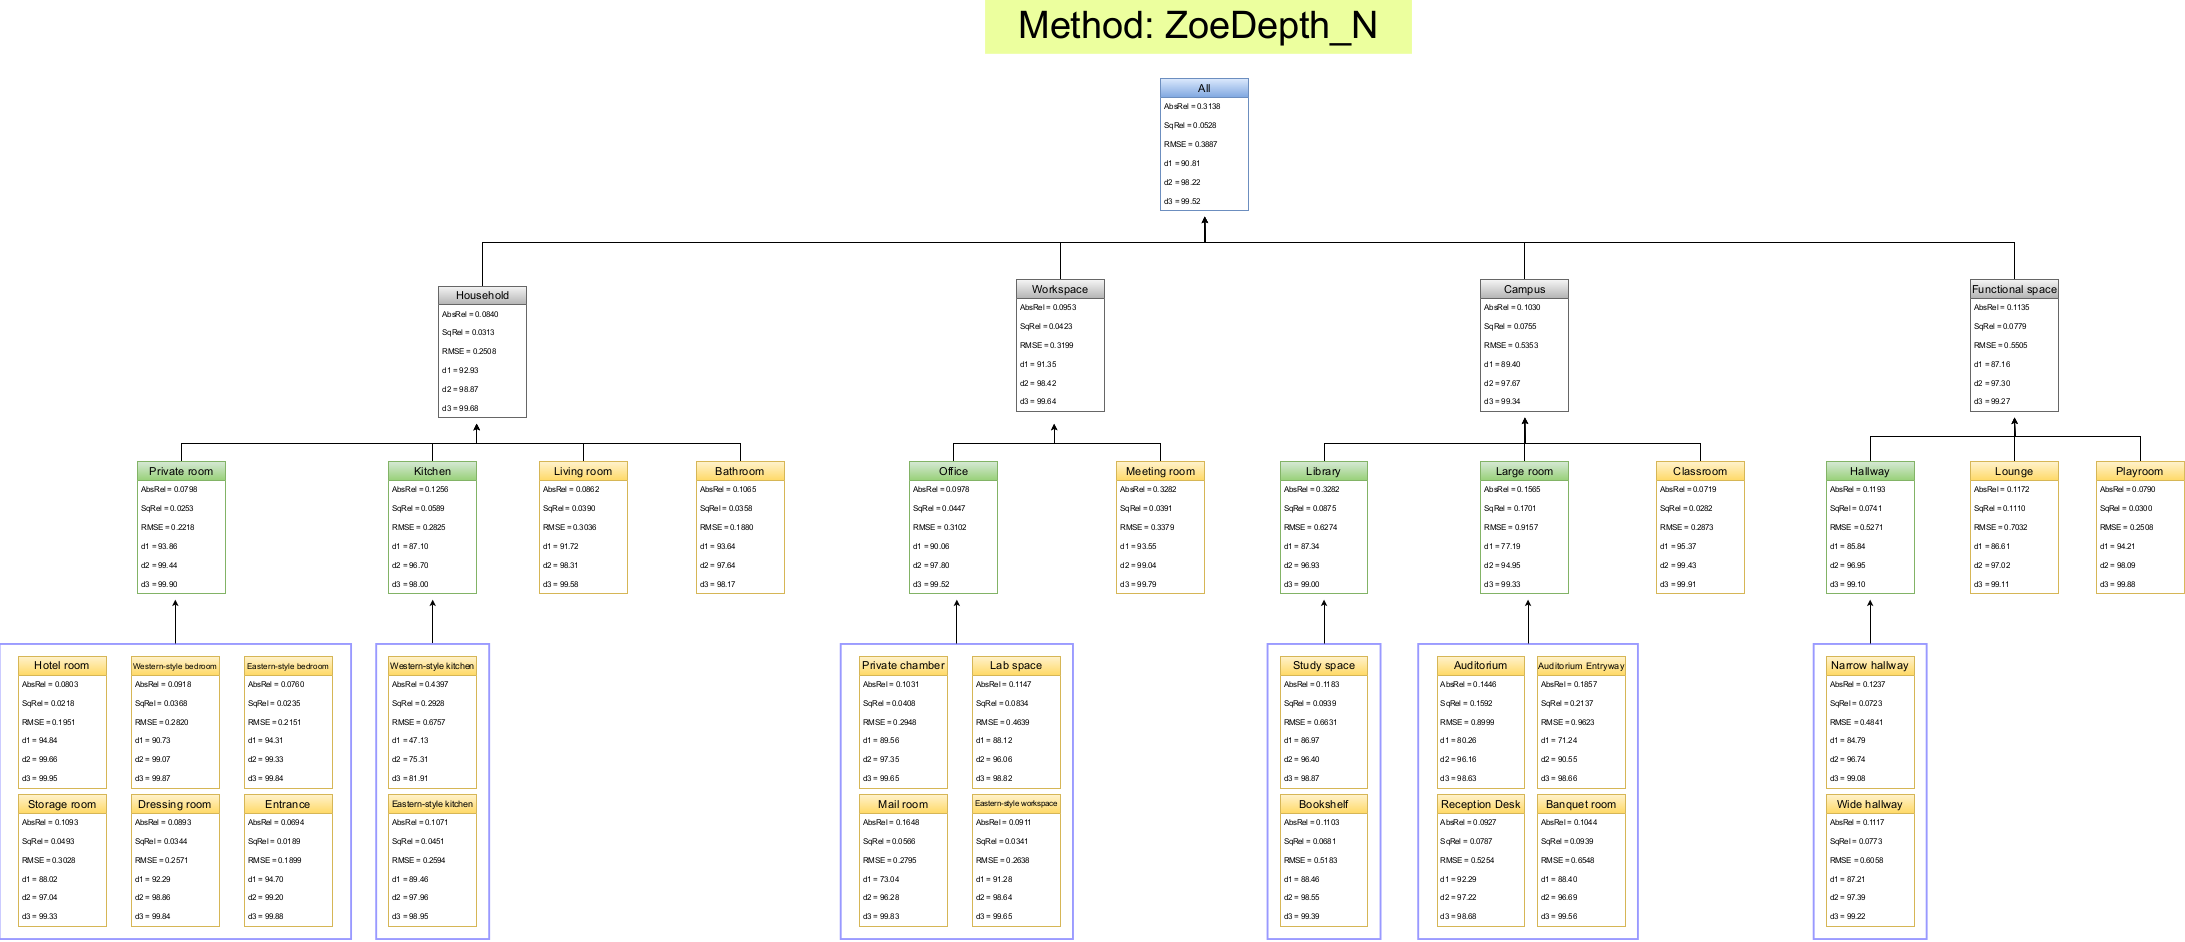 Method: ZoeDepth_N
All
AbsRel = 0.3138
SqRel = 0.0528
RMSE = 0.3887
d1 = 90.81
d2 = 98.22
d3 = 99.52
Household
AbsRel = 0.0840
SqRel = 0.0313
RMSE = 0.2508
d1 = 92.93
d2 = 98.87
d3 = 99.68
Workspace
AbsRel = 0.0953
SqRel = 0.0423
RMSE = 0.3199
d1 = 91.35
d2 = 98.42
d3 = 99.64
Campus
AbsRel = 0.1030
SqRel = 0.0755
RMSE = 0.5353
d1 = 89.40
d2 = 97.67
d3 = 99.34
Functional space
AbsRel = 0.1135
SqRel = 0.0779
RMSE = 0.5505
d1 = 87.16
d2 = 97.30
d3 = 99.27
Private room
AbsRel = 0.0798
SqRel = 0.0253
RMSE = 0.2218
d1 = 93.86
d2 = 99.44
d3 = 99.90
Kitchen
AbsRel = 0.1256
SqRel = 0.0589
RMSE = 0.2825
d1 = 87.10
d2 = 96.70
d3 = 98.00
Living room
AbsRel = 0.0862
SqRel = 0.0390
RMSE = 0.3036
d1 = 91.72
d2 = 98.31
d3 = 99.58
Bathroom
AbsRel = 0.1065
SqRel = 0.0358
RMSE = 0.1880
d1 = 93.64
d2 = 97.64
d3 = 98.17
Office
AbsRel = 0.0978
SqRel = 0.0447
RMSE = 0.3102
d1 = 90.06
d2 = 97.80
d3 = 99.52
Meeting room
AbsRel = 0.3282
SqRel = 0.0391
RMSE = 0.3379
d1 = 93.55
d2 = 99.04
d3 = 99.79
Library
AbsRel = 0.3282
SqRel = 0.0875
RMSE = 0.6274
d1 = 87.34
d2 = 96.93
d3 = 99.00
Large room
AbsRel = 0.1565
SqRel = 0.1701
RMSE = 0.9157
d1 = 77.19
d2 = 94.95
d3 = 99.33
Classroom
AbsRel = 0.0719
SqRel = 0.0282
RMSE = 0.2873
d1 = 95.37
d2 = 99.43
d3 = 99.91
Hallway
AbsRel = 0.1193
SqRel = 0.0741
RMSE = 0.5271
d1 = 85.84
d2 = 96.95
d3 = 99.10
Lounge
AbsRel = 0.1172
SqRel = 0.1110
RMSE = 0.7032
d1 = 86.61
d2 = 97.02
d3 = 99.11
Playroom
AbsRel = 0.0790
SqRel = 0.0300
RMSE = 0.2508
d1 = 94.21
d2 = 98.09
d3 = 99.88
Hotel room
AbsRel = 0.0803
SqRel = 0.0218
RMSE = 0.1951
d1 = 94.84
d2 = 99.66
d3 = 99.95
Western-style bedroom
AbsRel = 0.0918
SqRel = 0.0368
RMSE = 0.2820
d1 = 90.73
d2 = 99.07
d3 = 99.87
Eastern-style bedroom
AbsRel = 0.0760
SqRel = 0.0235
RMSE = 0.2151
d1 = 94.31
d2 = 99.33
d3 = 99.84
Storage room
AbsRel = 0.1093
SqRel = 0.0493
RMSE = 0.3028
d1 = 88.02
d2 = 97.04
d3 = 99.33
Dressing room
AbsRel = 0.0893
SqRel = 0.0344
RMSE = 0.2571
d1 = 92.29
d2 = 98.86
d3 = 99.84
Entrance
AbsRel = 0.0694
SqRel = 0.0189
RMSE = 0.1899
d1 = 94.70
d2 = 99.20
d3 = 99.88
Western-style kitchen
AbsRel = 0.4397
SqRel = 0.2928
RMSE = 0.6757
d1 = 47.13
d2 = 75.31
d3 = 81.91
Eastern-style kitchen
AbsRel = 0.1071
SqRel = 0.0451
RMSE = 0.2594
d1 = 89.46
d2 = 97.96
d3 = 98.95
Private chamber
AbsRel = 0.1031
SqRel = 0.0408
RMSE = 0.2948
d1 = 89.56
d2 = 97.35
d3 = 99.65
Lab space
AbsRel = 0.1147
SqRel = 0.0834
RMSE = 0.4639
d1 = 88.12
d2 = 96.06
d3 = 98.82
Mail room
AbsRel = 0.1648
SqRel = 0.0566
RMSE = 0.2795
d1 = 73.04
d2 = 96.28
d3 = 99.83
Eastern-style workspace
AbsRel = 0.0911
SqRel = 0.0341
RMSE = 0.2638
d1 = 91.28
d2 = 98.64
d3 = 99.65
Study space
AbsRel = 0.1183
SqRel = 0.0939
RMSE = 0.6631
d1 = 86.97
d2 = 96.40
d3 = 98.87
Bookshelf
AbsRel = 0.1103
SqRel = 0.0681
RMSE = 0.5183
d1 = 88.46
d2 = 98.55
d3 = 99.39
Auditorium
AbsRel = 0.1446
SqRel = 0.1592
RMSE = 0.8999
d1 = 80.26
d2 = 96.16
d3 = 98.63
Auditorium Entryway
AbsRel = 0.1857
SqRel = 0.2137
RMSE = 0.9623
d1 = 71.24
d2 = 90.55
d3 = 98.66
Reception Desk
AbsRel = 0.0927
SqRel = 0.0787
RMSE = 0.5254
d1 = 92.29
d2 = 97.22
d3 = 98.68
Banquet room
AbsRel = 0.1044
SqRel = 0.0939
RMSE = 0.6548
d1 = 88.40
d2 = 96.69
d3 = 99.56
Narrow hallway
AbsRel = 0.1237
SqRel = 0.0723
RMSE = 0.4841
d1 = 84.79
d2 = 96.74
d3 = 99.08
Wide hallway
AbsRel = 0.1117
SqRel = 0.0773
RMSE = 0.6058
d1 = 87.21
d2 = 97.39
d3 = 99.22